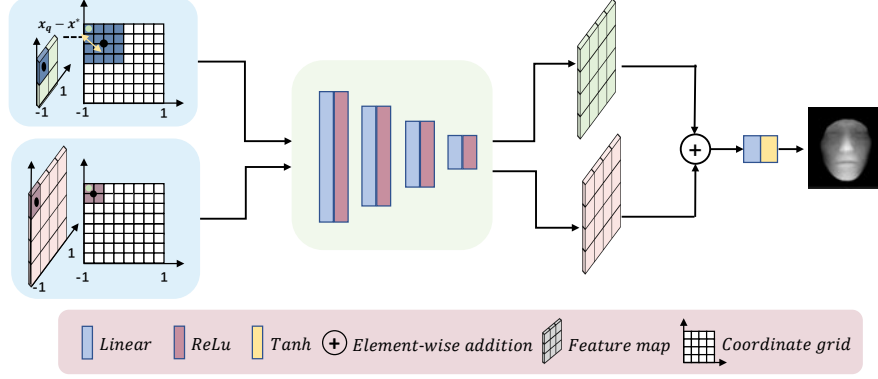 x_q − x*
1
-1
-1
1
1
-1
-1
1
+
Linear
ReLu
Tanh
+
Element-wise addition
Feature map
Coordinate grid